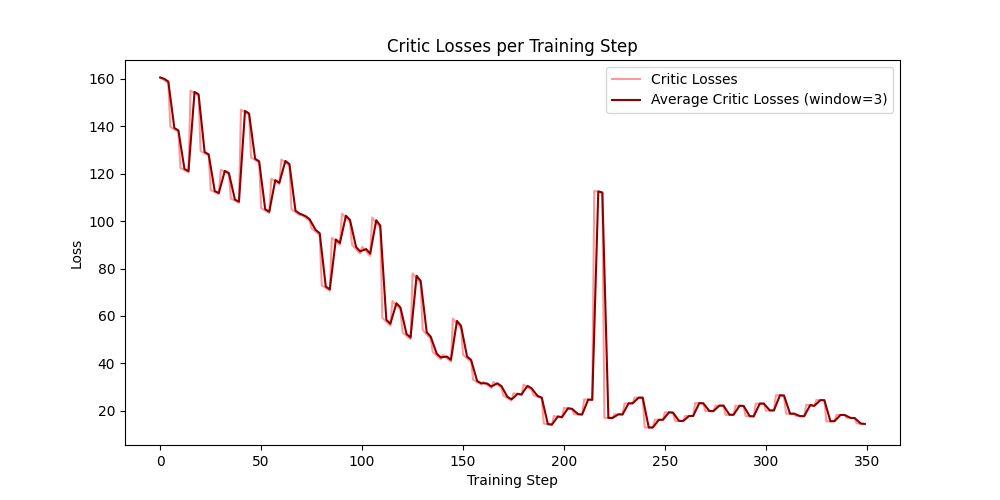 Critic Losses per Training Step
Critic Losses
Average Critic Losses (window=3)
Loss
160
140
120
100
80
60
40
20
0 50 100 150 200 250 300 350
Training Step